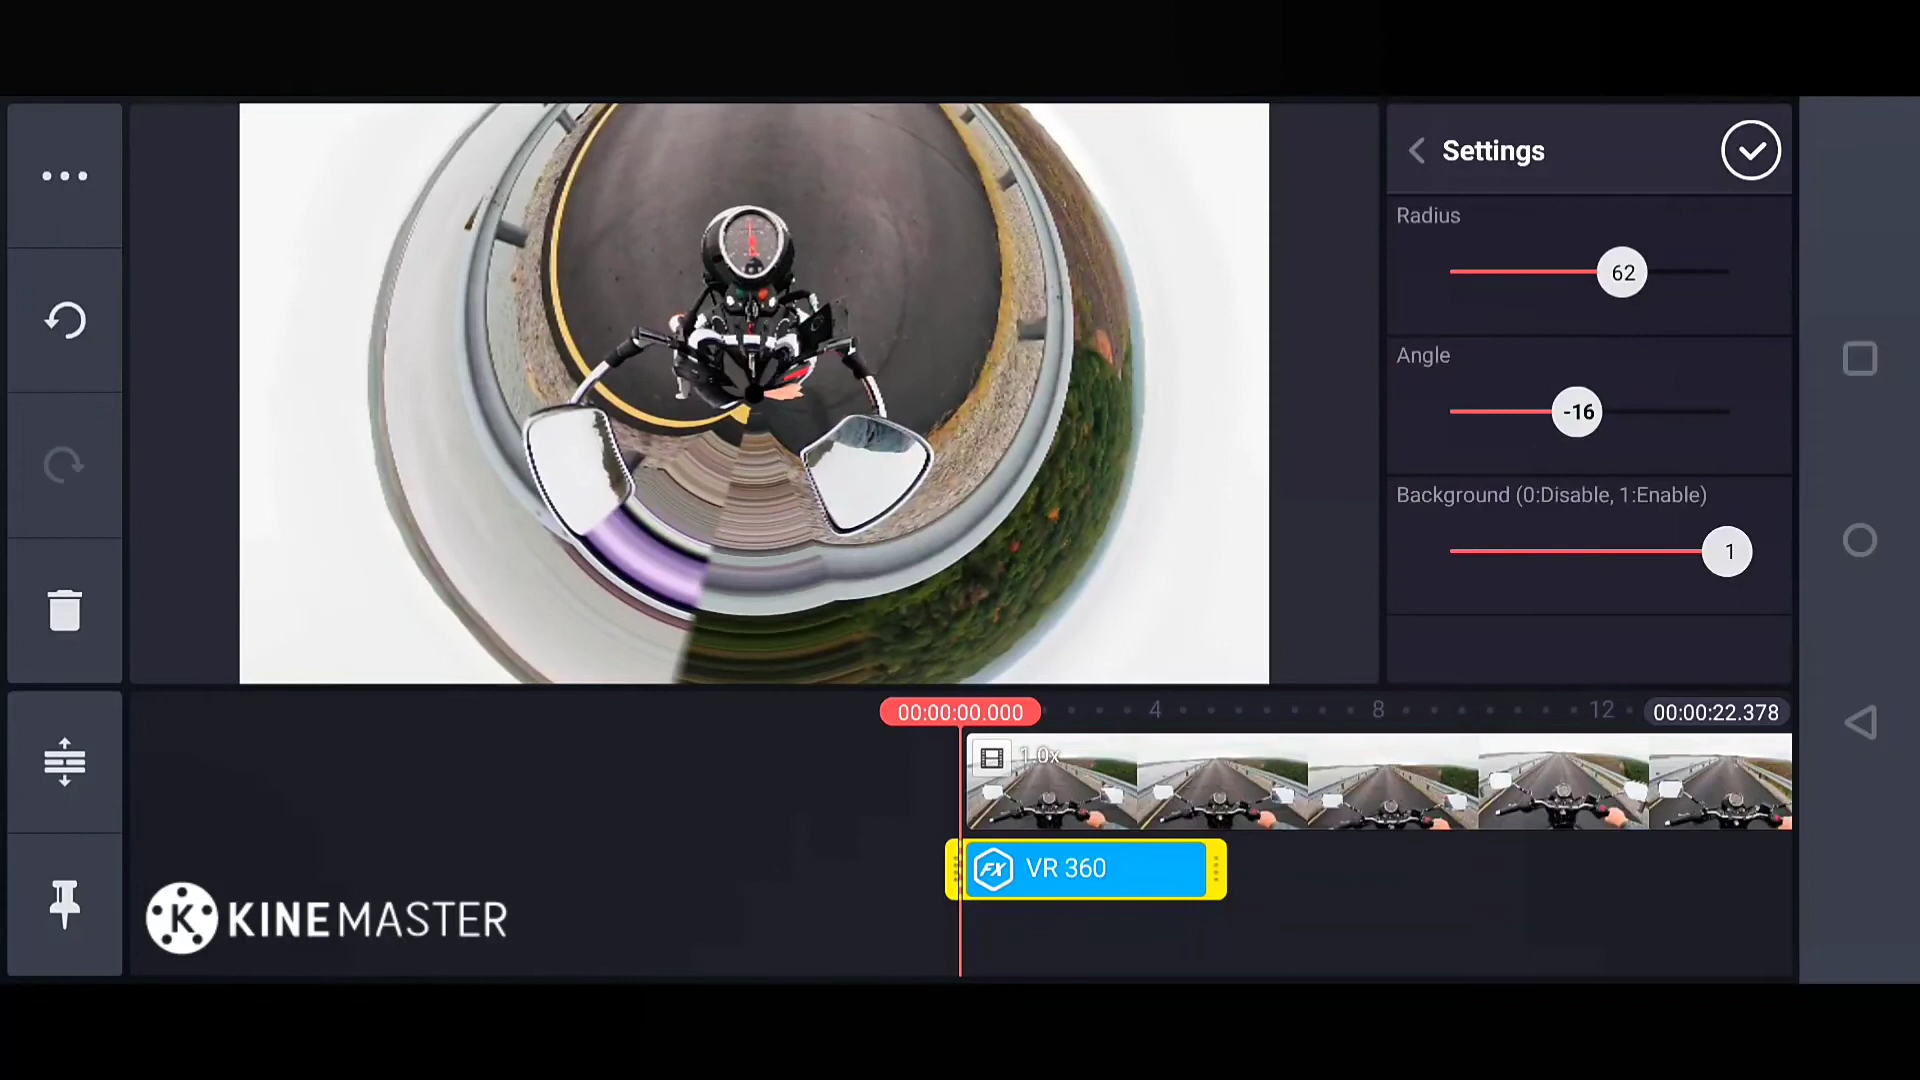 Settings
Radius
62
Angle
-16
Background (0:Disable, 1:Enable)
1
00:00:00.000
4
8
12
00:00:22.378
1.0x
FX VR 360
K KINEMASTER